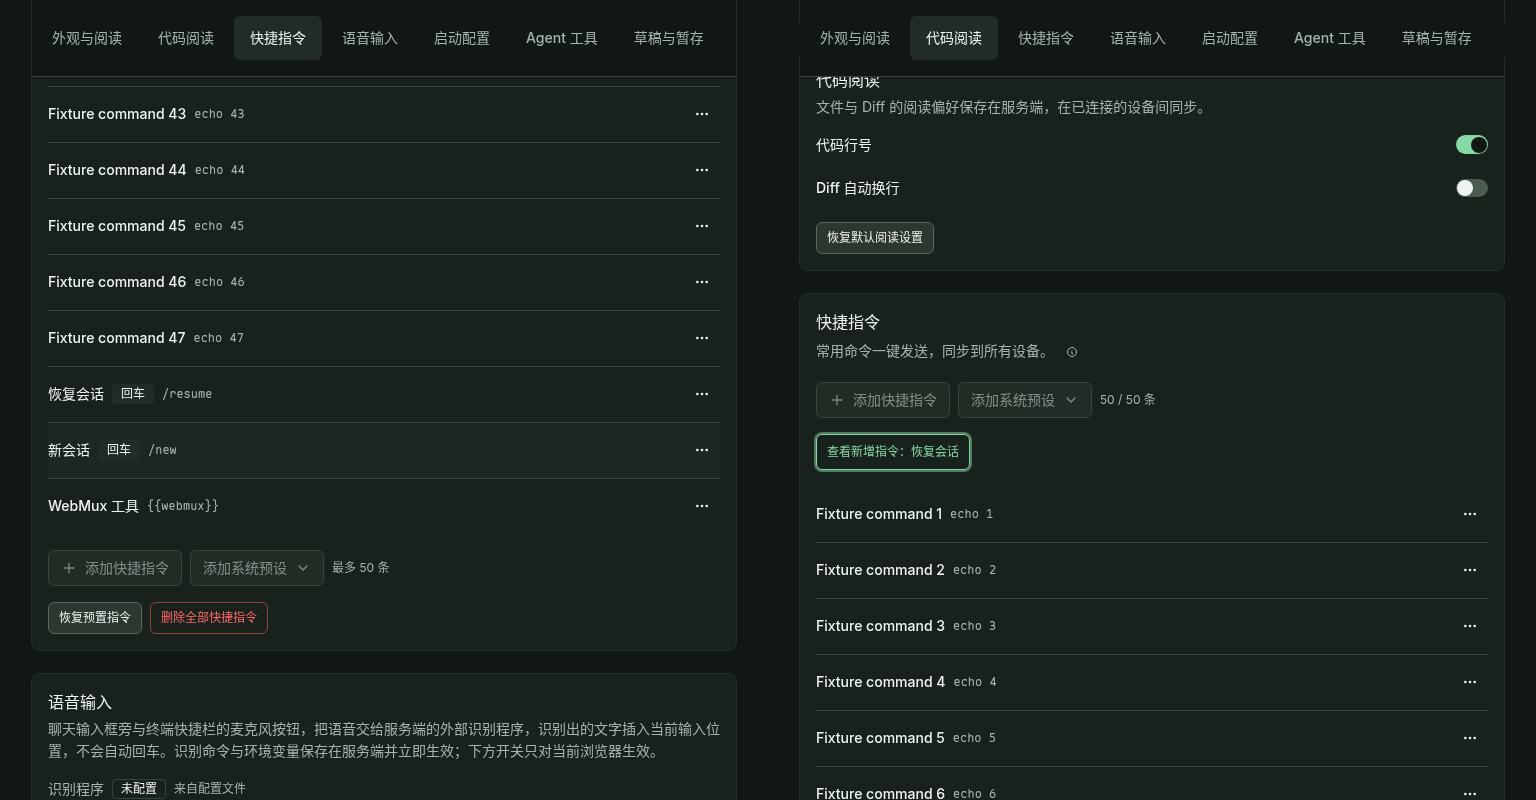 外观与阅读 代码阅读 快捷指令 语音输入 启动配置 Agent 工具 草稿与暂存
Fixture command 43 echo 43
Fixture command 44 echo 44
Fixture command 45 echo 45
Fixture command 46 echo 46
Fixture command 47 echo 47
恢复会话 回车 /resume
新会话 回车 /new
WebMux 工具 {{webmux}}
添加快捷指令 添加系统预设 最多 50 条
恢复预置指令 删除全部快捷指令
语音输入
聊天输入框旁与终端快捷栏的麦克风按钮，把语音交给服务端的外部识别程序，识别出的文字插入当前输入位
置，不会自动回车。识别命令与环境变量保存在服务端并立即生效；下方开关只对当前浏览器生效。
识别程序 未配置 来自配置文件
外观与阅读 代码阅读 快捷指令 语音输入 启动配置 Agent 工具 草稿与暂存
代码阅读
文件与 Diff 的阅读偏好保存在服务端，在已连接的设备间同步。
代码行号
Diff 自动换行
恢复默认阅读设置
快捷指令
常用命令一键发送，同步到所有设备。
添加快捷指令 添加系统预设 50 / 50 条
查看新增指令：恢复会话
Fixture command 1 echo 1
Fixture command 2 echo 2
Fixture command 3 echo 3
Fixture command 4 echo 4
Fixture command 5 echo 5
Fixture command 6 echo 6